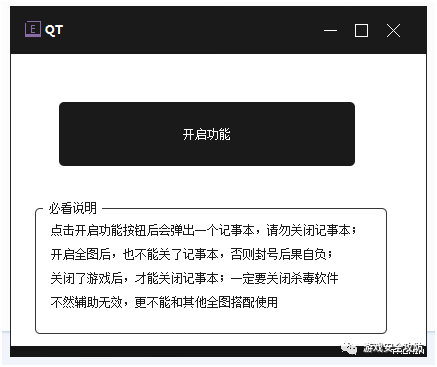 E QT
开启功能
必看说明
点击开启功能按钮后会弹出一个记事本，请勿关闭记事本；
开启全图后，也不能关了记事本，否则封号后果自负；
关闭了游戏后，才能关闭记事本；一定要关闭杀毒软件
不然辅助无效，更不能和其他全图搭配使用
游戏安全攻防